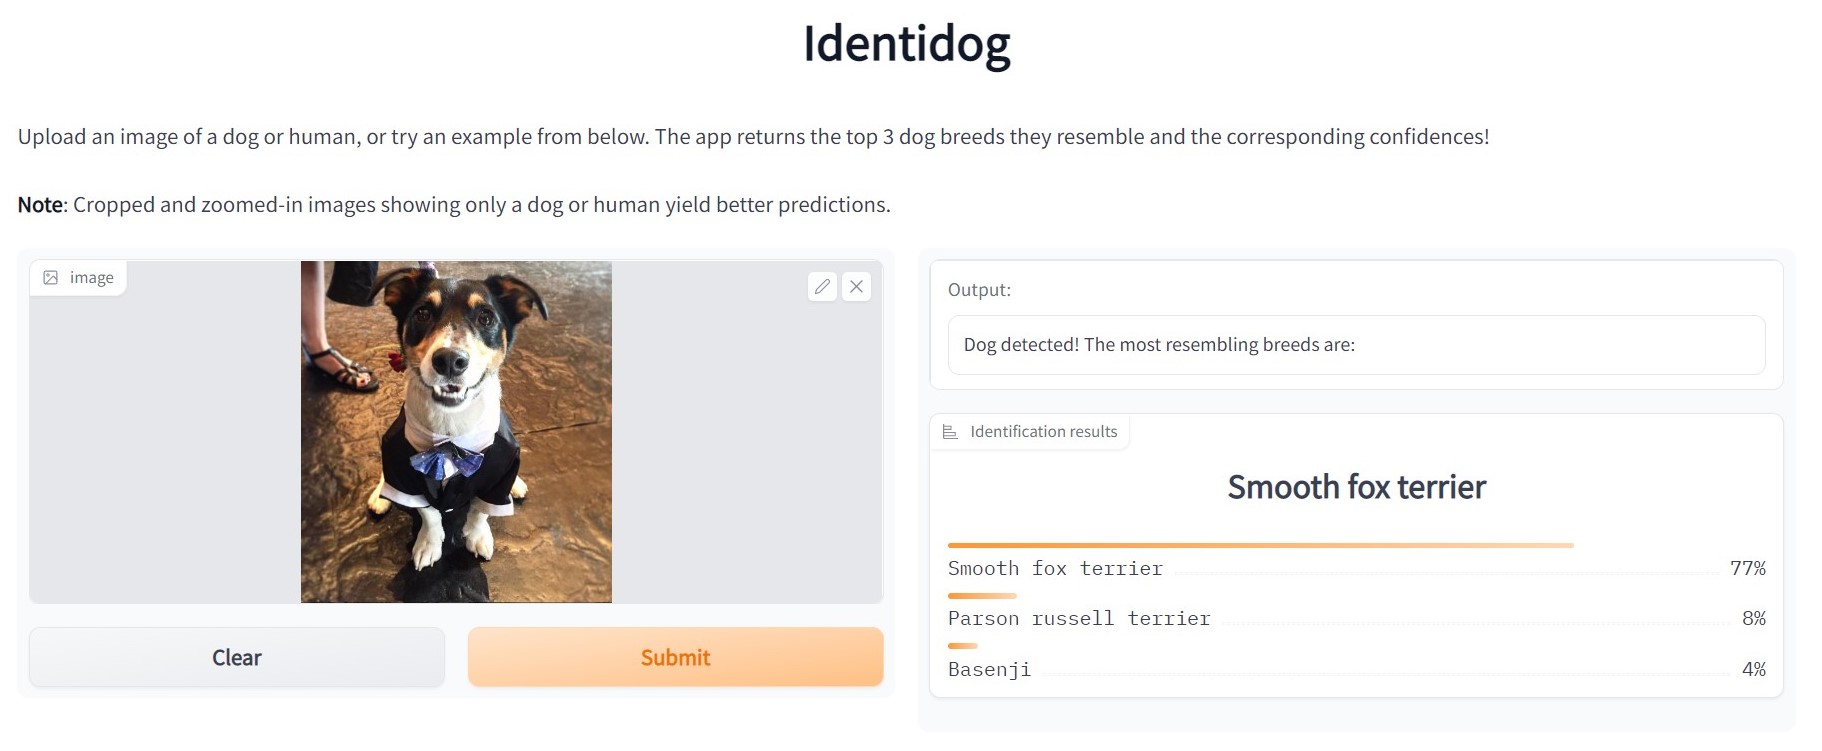 Identidog
Upload an image of a dog or human, or try an example from below. The app returns the top 3 dog breeds they resemble and the corresponding confidences!
Note: Cropped and zoomed-in images showing only a dog or human yield better predictions.
image
Clear
Submit
Output:
Dog detected! The most resembling breeds are:
Identification results
Smooth fox terrier
Smooth fox terrier 77%
Parson russell terrier 8%
Basenji 4%